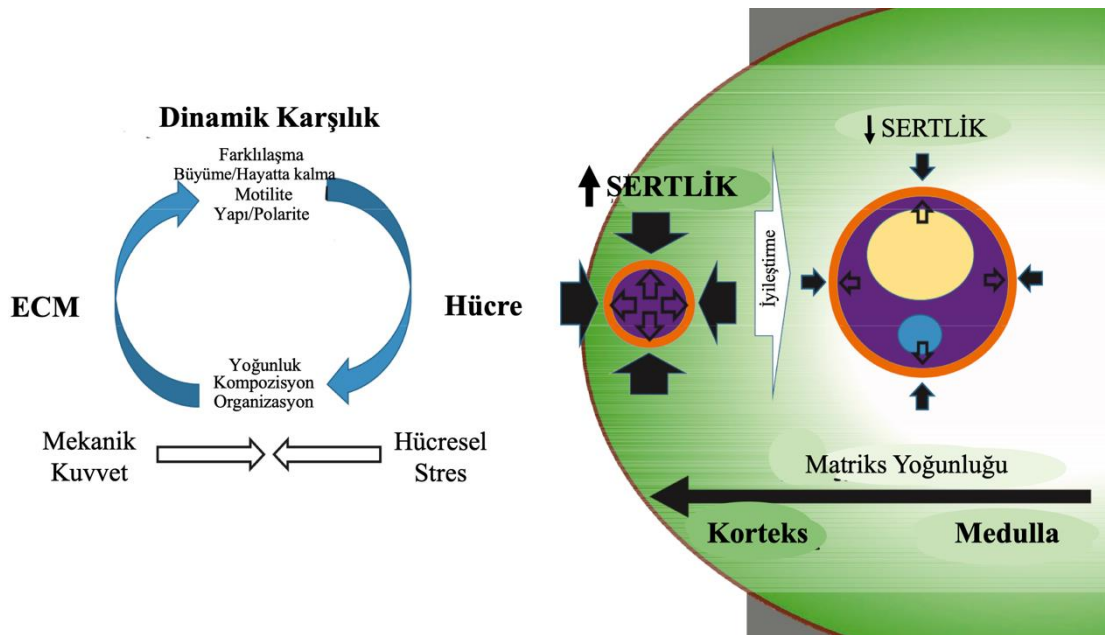 Dinamik Karşılık
Farklılaşma
Büyüme/Hayatta kalma
Motilite
Yapı/Polarite
ECM
Hücre
Yoğunluk
Kompozisyon
Organizasyon
Mekanik
Kuvvet
Hücresel
Stres
SERTLİK
İyileştirme
SERTLİK
Matriks Yoğunluğu
Korteks
Medulla